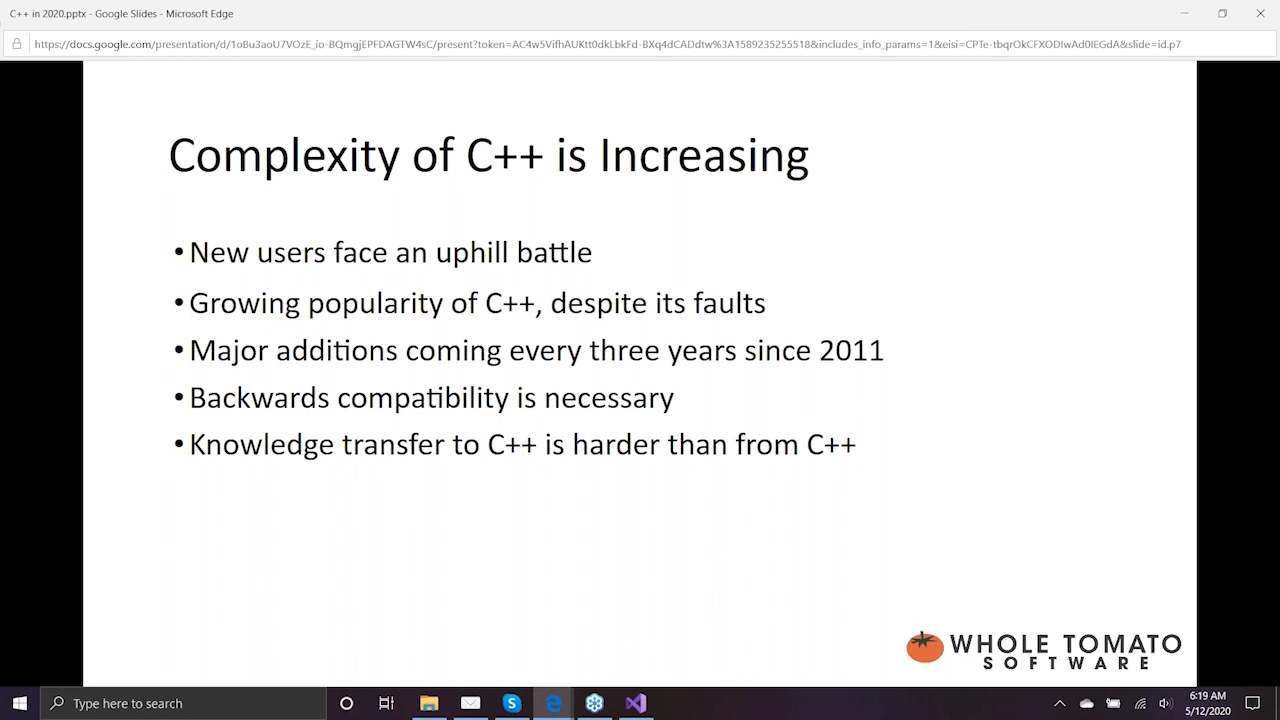 C++ in 2020.pptx - Google Slides - Microsoft Edge
https://docs.google.com/presentation/d/1oBu3aoU7VOzE_io-BQmgjEPFDAGTW4sC/present?token=AC4w5VifhAUKtt0dkLbkFd-BXq4dCADdtw%3A1589235255518&includes_info_params=1&eisi=CPTe-tbqrOkCFXODIwAd0IEGdA&slide=id.p7
Complexity of C++ is Increasing
• New users face an uphill battle
• Growing popularity of C++, despite its faults
• Major additions coming every three years since 2011
• Backwards compatibility is necessary
• Knowledge transfer to C++ is harder than from C++
WHOLE TOMATO
SOFTWARE
Type here to search
6:19 AM
5/12/2020